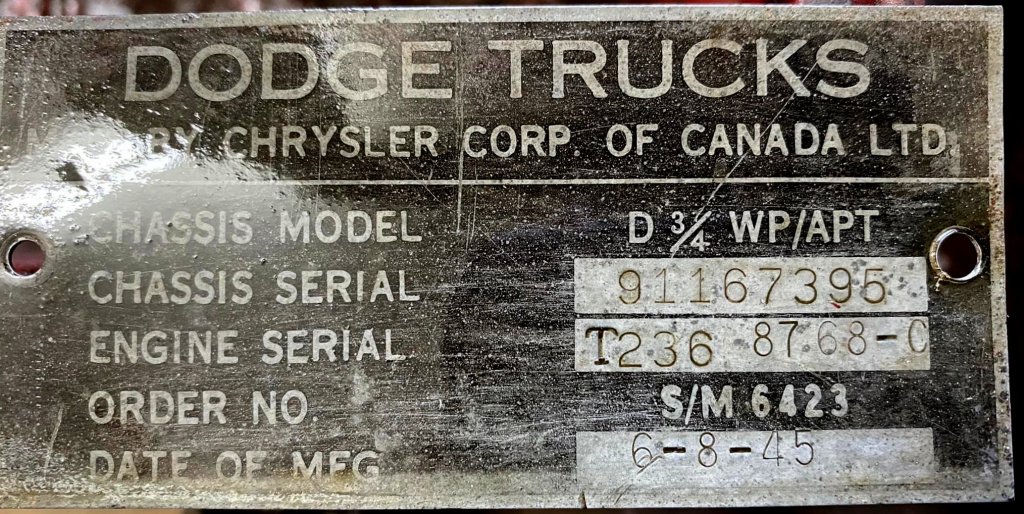 DODGE TRUCKS
BY CHRYSLER CORP. OF CANADA LTD.
CHASSIS MODEL D 3/4 WP/APT
CHASSIS SERIAL 91167395
ENGINE SERIAL T236 8768-C
ORDER NO. S/M 6423
DATE OF MFG 6-8-45